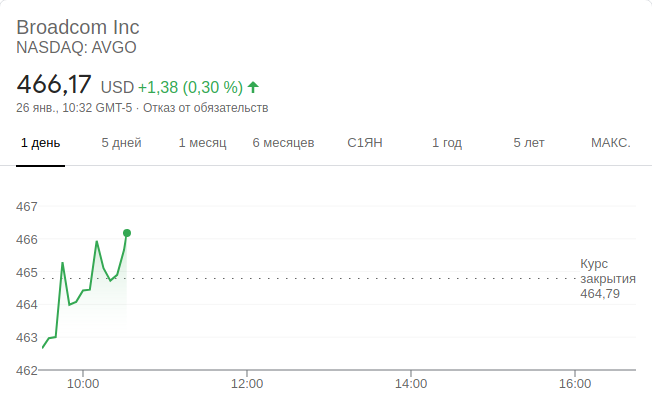 Broadcom Inc
NASDAQ: AVGO
466,17 USD +1,38 (0,30 %)
26 янв., 10:32 GMT-5 · Отказ от обязательств
1 день 5 дней 1 месяц 6 месяцев С1ЯН 1 год 5 лет МАКС.
467
466
465
464
463
462
Курс
закрытия
464,79
10:00 12:00 14:00 16:00